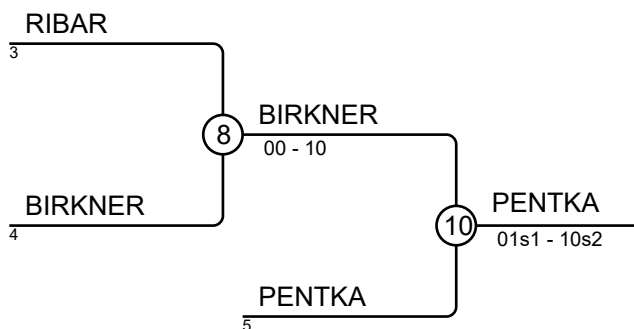 RIBAR
3
8
BIRKNER
00 - 10
BIRKNER
4
10
PENTKA
01s1 - 10s2
PENTKA
5